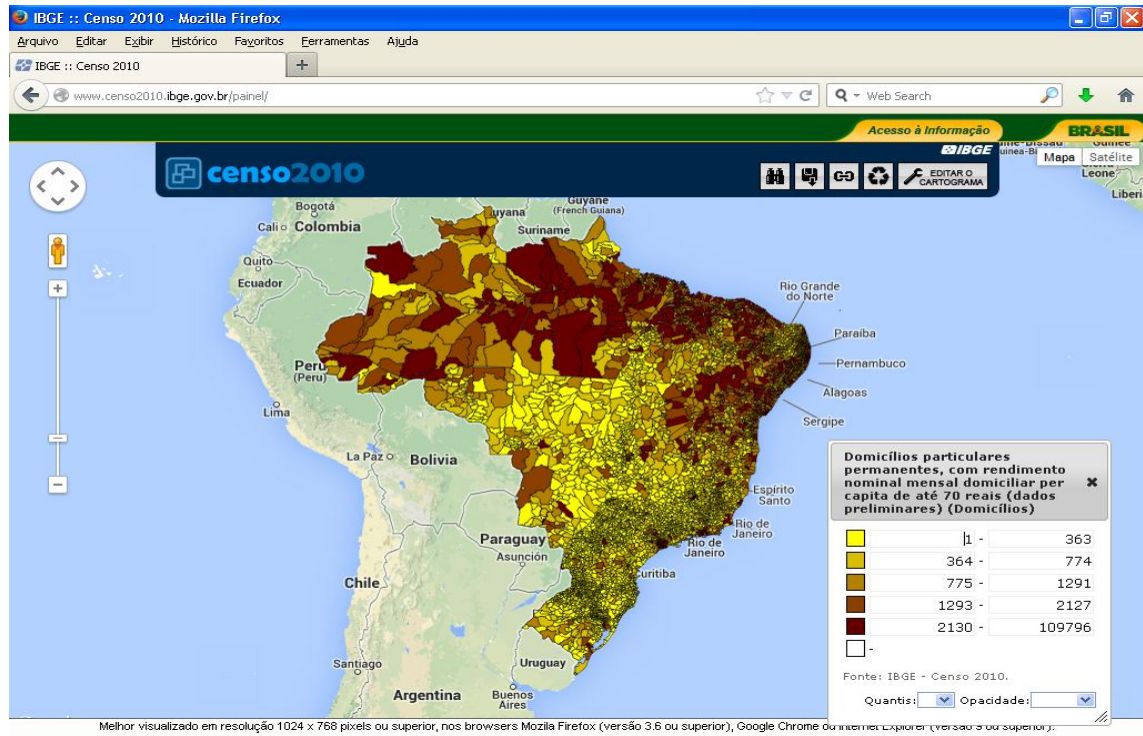 IBGE :: Censo 2010 - Mozilla Firefox
Arquivo Editar Exibir Histórico Favoritos Ferramentas Ajuda
IBGE :: Censo 2010
www.censo2010.ibge.gov.br/painel/
Web Search
Acesso à Informação
BRASIL
IBGE
censo2010
EDITAR O
CARTOGRAMA
Mapa Satélite
Leone
Liberi
Bogotá
Cali Colombia
uyana
Guyane
(French Guiana)
Suriname
Quito
Ecuador
Rio Grande
do Norte
Paraíba
Pernambuco
Alagoas
Sergipe
Peru
(Peru)
Lima
La Paz
Bolivia
Espírito
Santo
Rio de
Janeiro
Rio de
Janeiro
Paraguay
Asunción
Curitiba
Chile
Santiago
Uruguay
Argentina
Buenos
Aires
Domicílios particulares
permanentes, com rendimento
nominal mensal domiciliar per
capita de até 70 reais (dados
preliminares) (Domicílios)
1 - 363
364 - 774
775 - 1291
1293 - 2127
2130 - 109796
-
Fonte: IBGE - Censo 2010.
Quantis: Opacidade:
Melhor visualizado em resolução 1024 x 768 pixels ou superior, nos browsers Mozila Firefox (versão 3.6 ou superior), Google Chrome ou Internet Explorer (versão 9 ou superior).